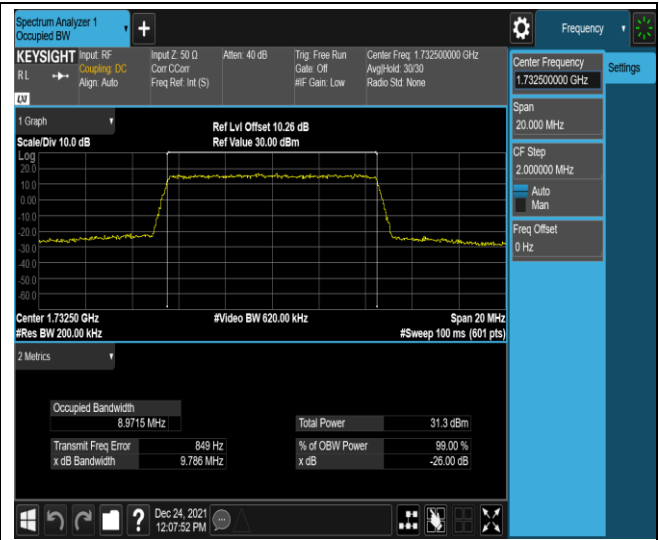 Spectrum Analyzer 1
Occupied BW
+
Frequency
KEYSIGHT Input: RF Input Z: 50 Ω Atten: 40 dB Trig: Free Run Center Freq: 1.732500000 GHz
RL Coupling: DC Corr CCorr Gate: Off Avg|Hold: 30/30
Align: Auto Freq Ref: Int (S) #IF Gain: Low Radio Std: None
Center Frequency
1.732500000 GHz
Settings
Span
20.000 MHz
CF Step
2.000000 MHz
Auto
Man
Freq Offset
0 Hz
1 Graph
Ref Lvl Offset 10.26 dB
Scale/Div 10.0 dB Ref Value 30.00 dBm
Log
20.0
10.0
0.00
-10.0
-20.0
-30.0
-40.0
-50.0
-60.0
Center 1.73250 GHz #Video BW 620.00 kHz Span 20 MHz
#Res BW 200.00 kHz #Sweep 100 ms (601 pts)
2 Metrics
Occupied Bandwidth
8.9715 MHz Total Power 31.3 dBm
Transmit Freq Error 849 Hz % of OBW Power 99.00 %
x dB Bandwidth 9.786 MHz x dB -26.00 dB
? Dec 24, 2021
12:07:52 PM